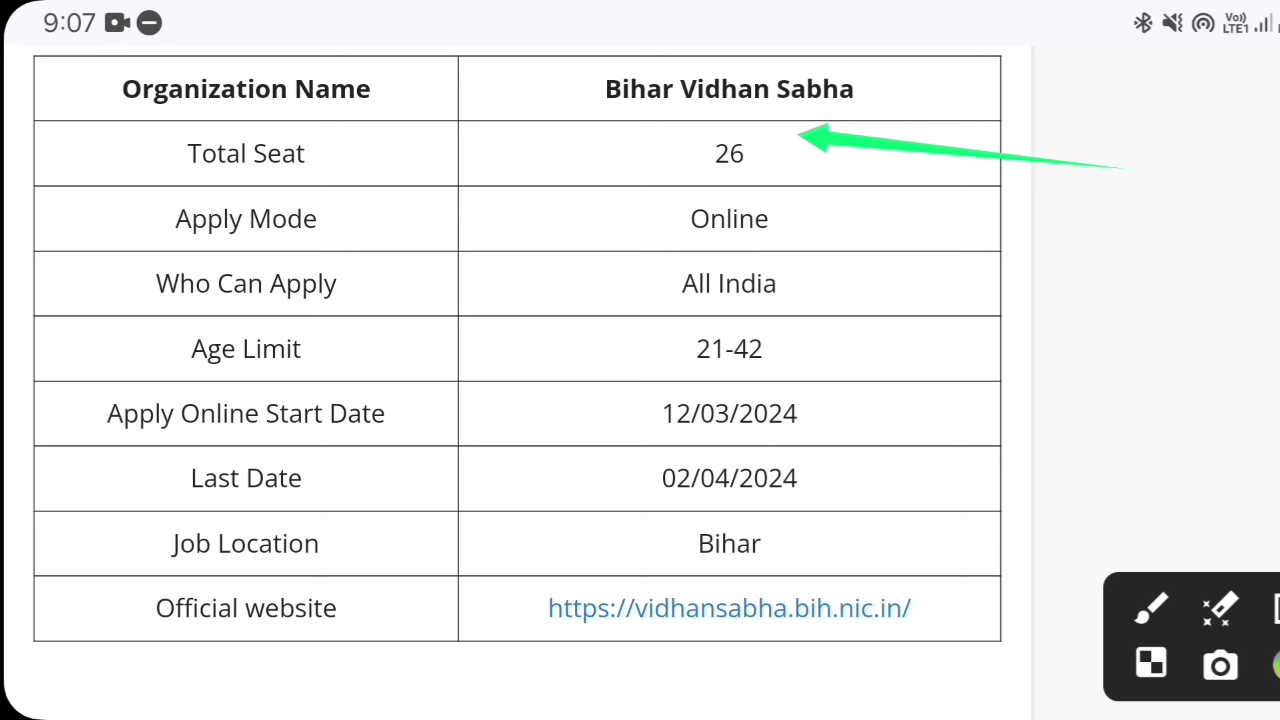 9:07
Vo))
LTE1
Organization Name Bihar Vidhan Sabha
Total Seat 26
Apply Mode Online
Who Can Apply All India
Age Limit 21-42
Apply Online Start Date 12/03/2024
Last Date 02/04/2024
Job Location Bihar
Official website https://vidhansabha.bih.nic.in/